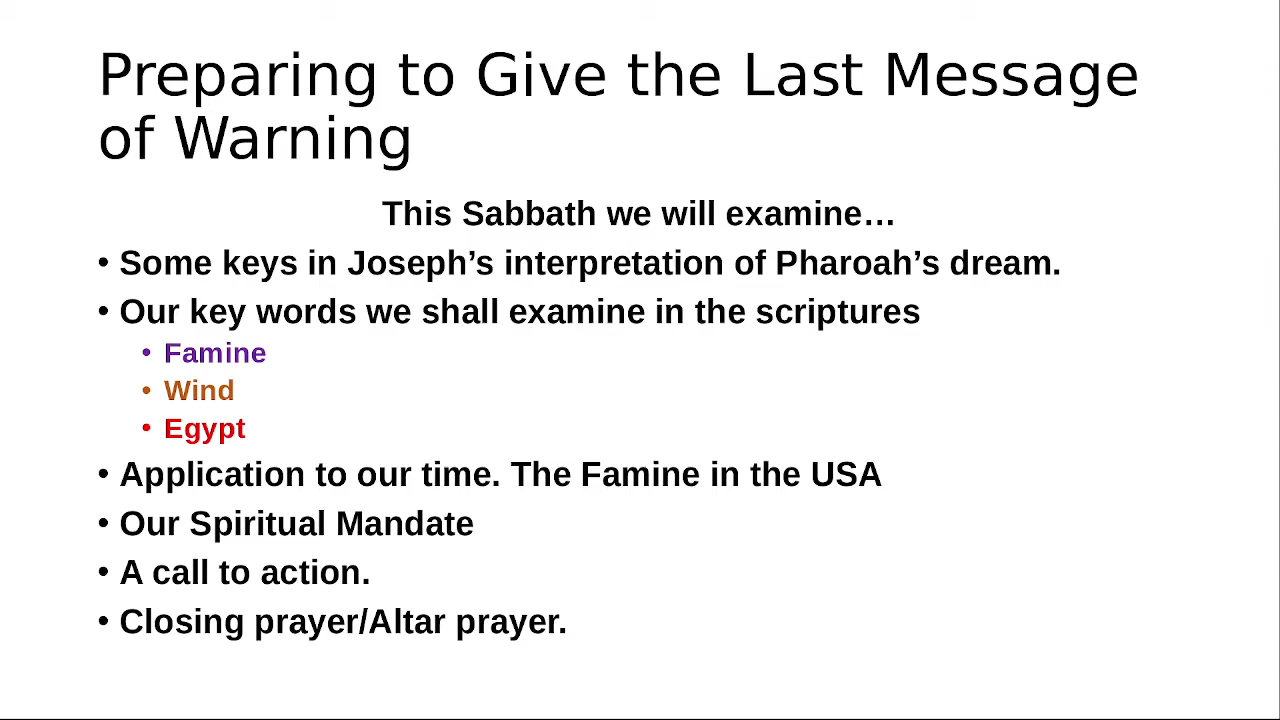 Preparing to Give the Last Message
of Warning
This Sabbath we will examine…
• Some keys in Joseph’s interpretation of Pharoah’s dream.
• Our key words we shall examine in the scriptures
• Famine
• Wind
• Egypt
• Application to our time. The Famine in the USA
• Our Spiritual Mandate
• A call to action.
• Closing prayer/Altar prayer.